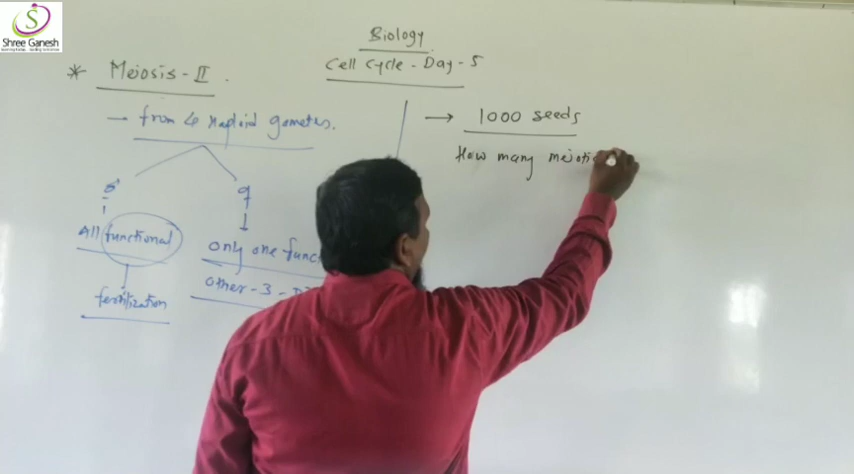 Shree Ganesh
Biology
Cell Cycle - Day - 5
* Meiosis - II .
→ from 4 Haploid gametes.
♂ ♀
All functional
fertilization
only one func
other - 3 -
→ 1000 seeds
How many meiotic